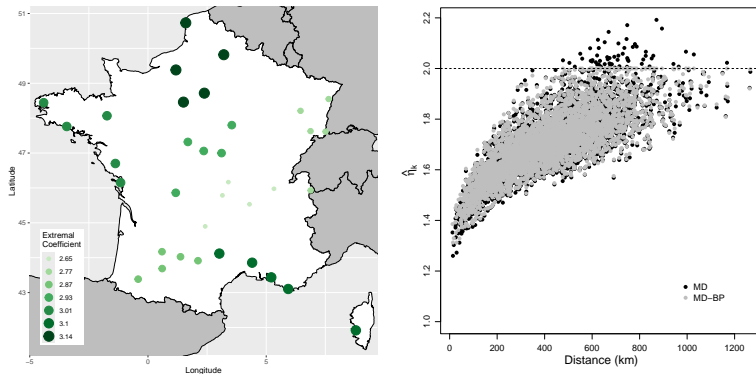 51
49
47
45
43
Latitude
Extremal
Coefficient
2.65
2.77
2.87
2.93
3.01
3.1
3.14
−5
0
5
Longitude
2.2
2.0
1.8
1.6
1.4
1.2
1.0
η̂k
MD
MD−BP
0 200 400 600 800 1000 1200
Distance (km)